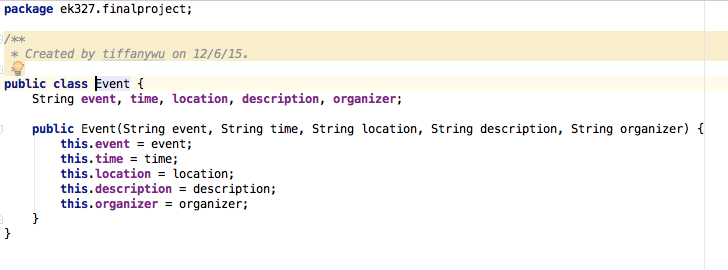 package ek327.finalproject;
/**
 * Created by tiffanywu on 12/6/15.
 *
public class Event {
    String event, time, location, description, organizer;
    public Event(String event, String time, String location, String description, String organizer) {
        this.event = event;
        this.time = time;
        this.location = location;
        this.description = description;
        this.organizer = organizer;
    }
}